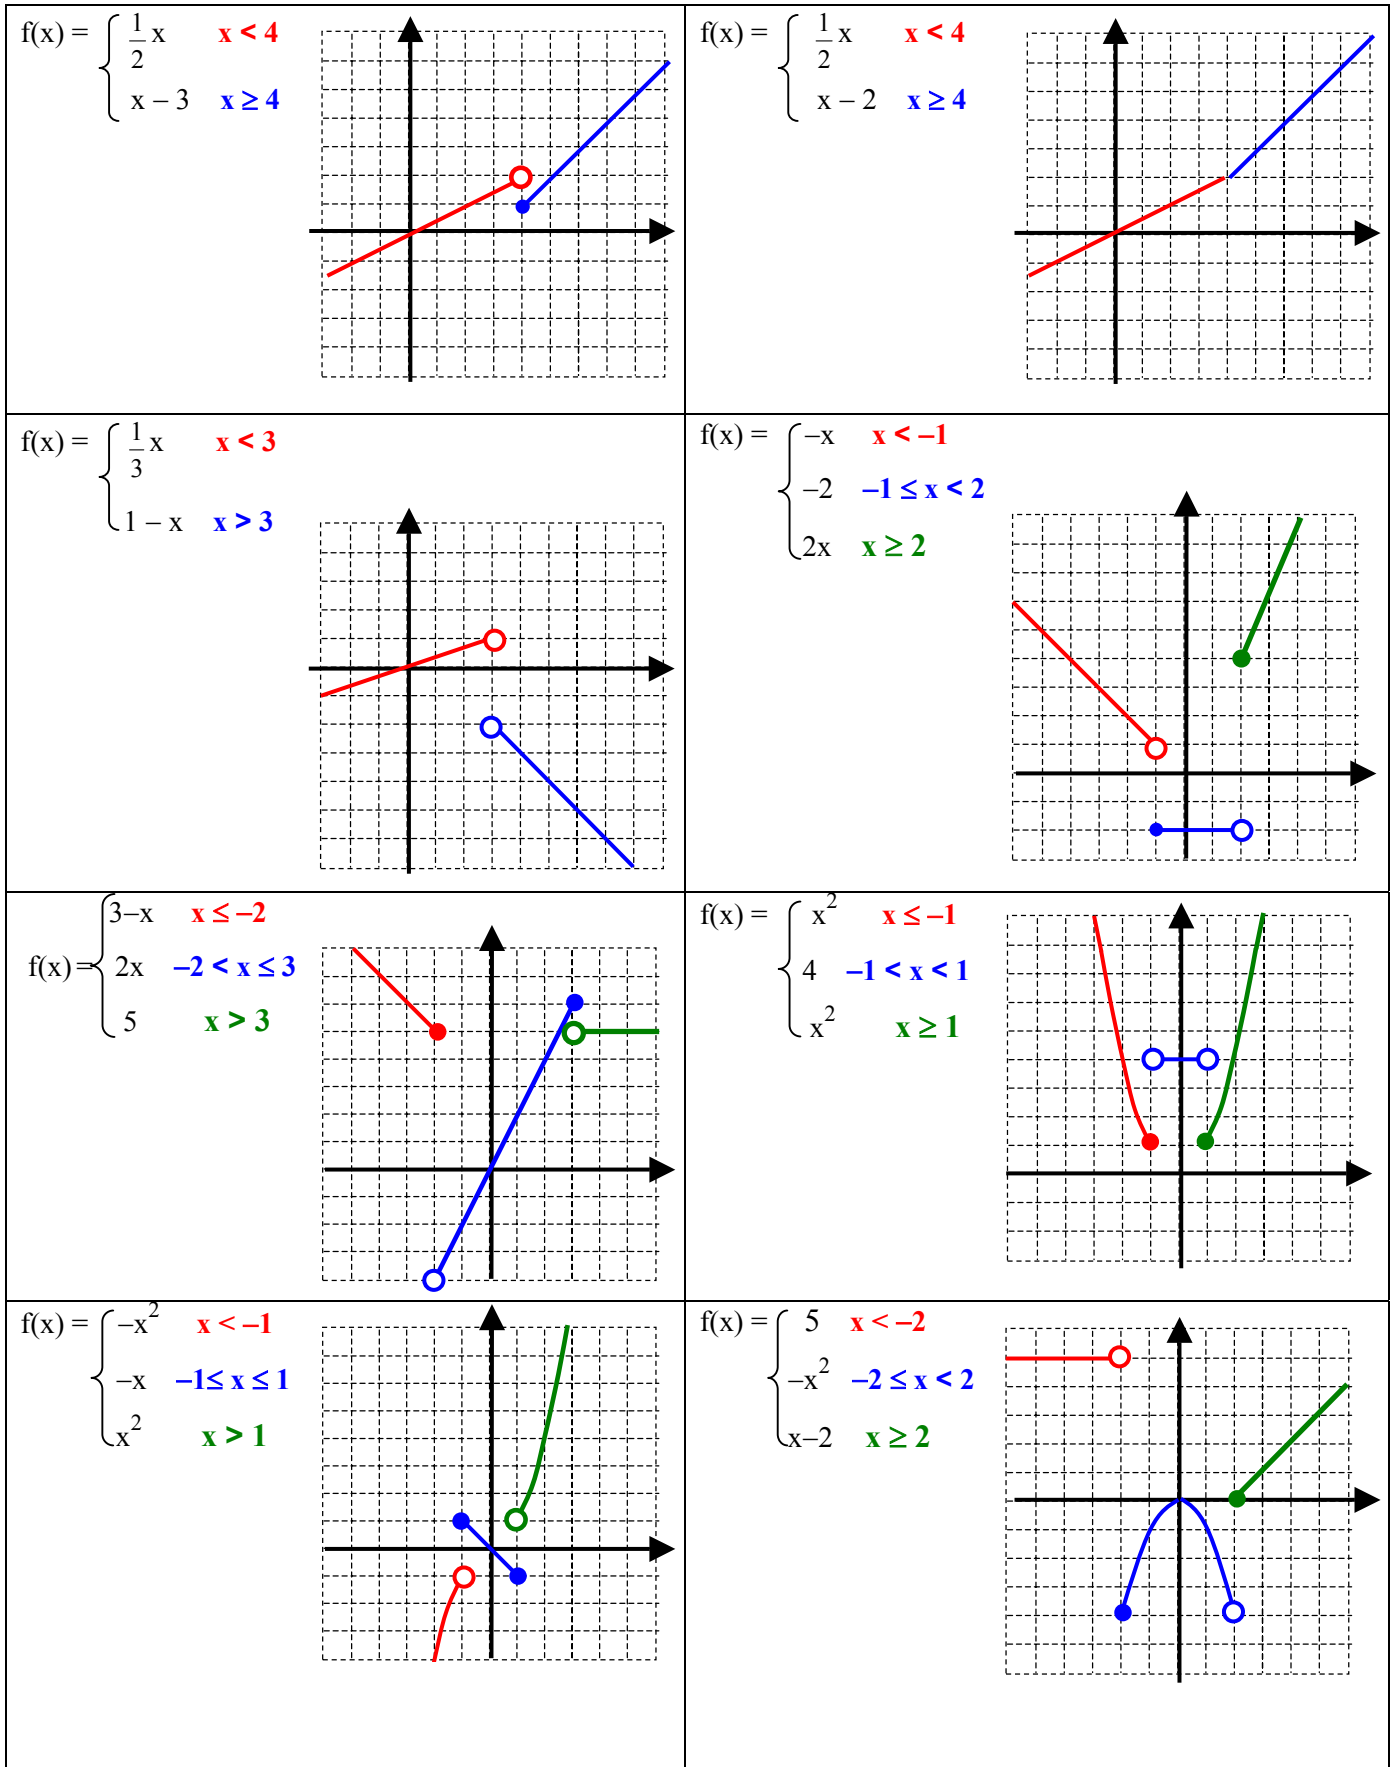 f(x) = { 1/2 x x < 4
x – 3 x ≥ 4
f(x) = { 1/2 x x < 4
x – 2 x ≥ 4
f(x) = { 1/3 x x < 3
1 – x x > 3
f(x) = { –x x < –1
–2 –1 ≤ x < 2
2x x ≥ 2
3–x x ≤ –2
f(x) = { 2x –2 < x ≤ 3
5 x > 3
f(x) = { x² x ≤ –1
4 –1 < x < 1
x² x ≥ 1
f(x) = { –x² x < –1
–x –1≤ x ≤ 1
x² x > 1
f(x) = { 5 x < –2
–x² –2 ≤ x < 2
x–2 x ≥ 2